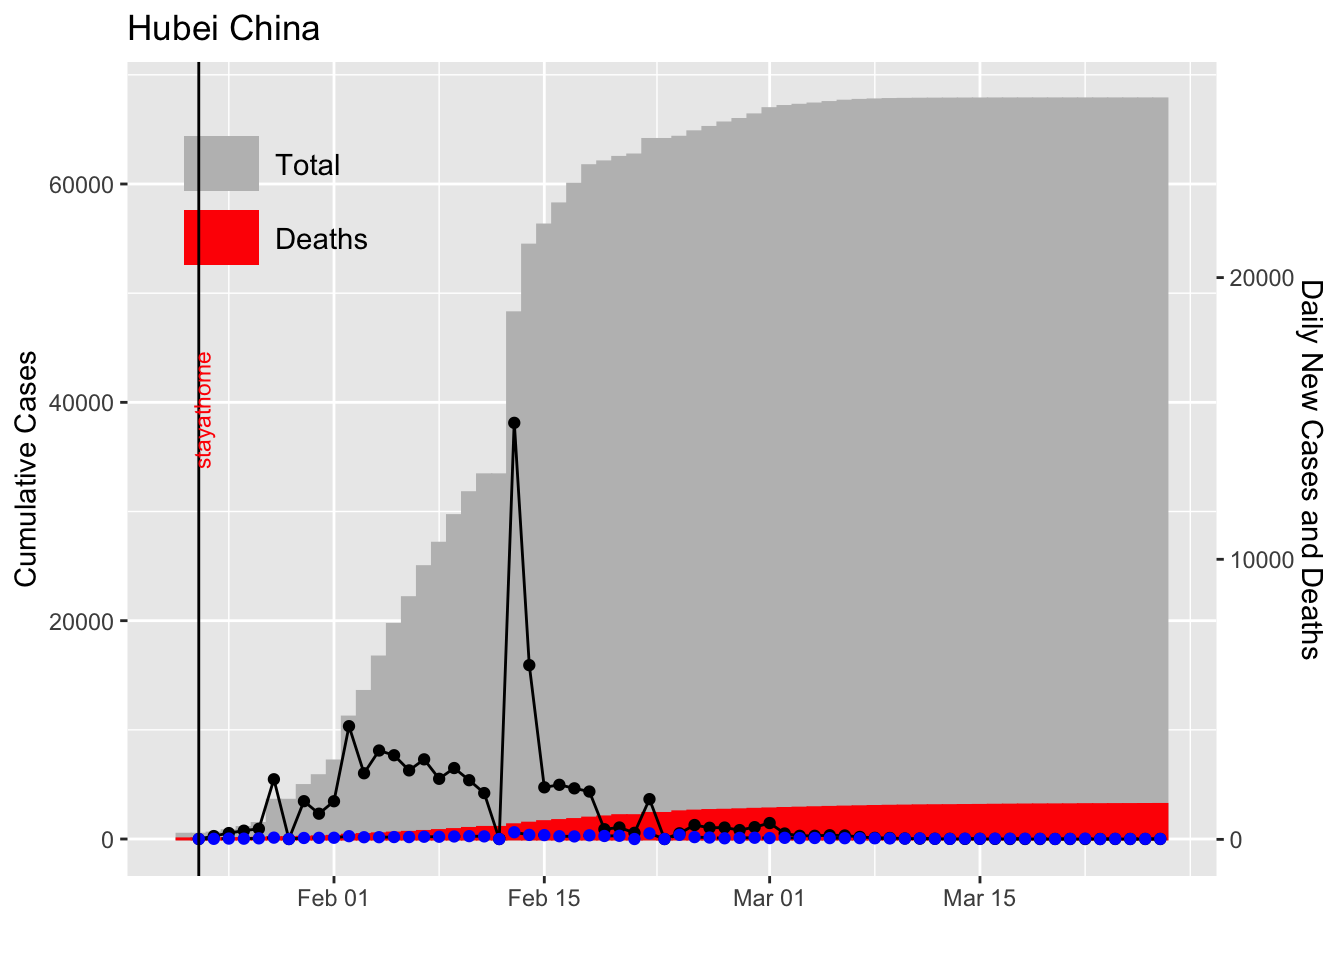 Hubei China
Total
Deaths
stayathome
Cumulative Cases
60000
40000
20000
0
20000
10000
0
Daily New Cases and Deaths
Feb 01
Feb 15
Mar 01
Mar 15